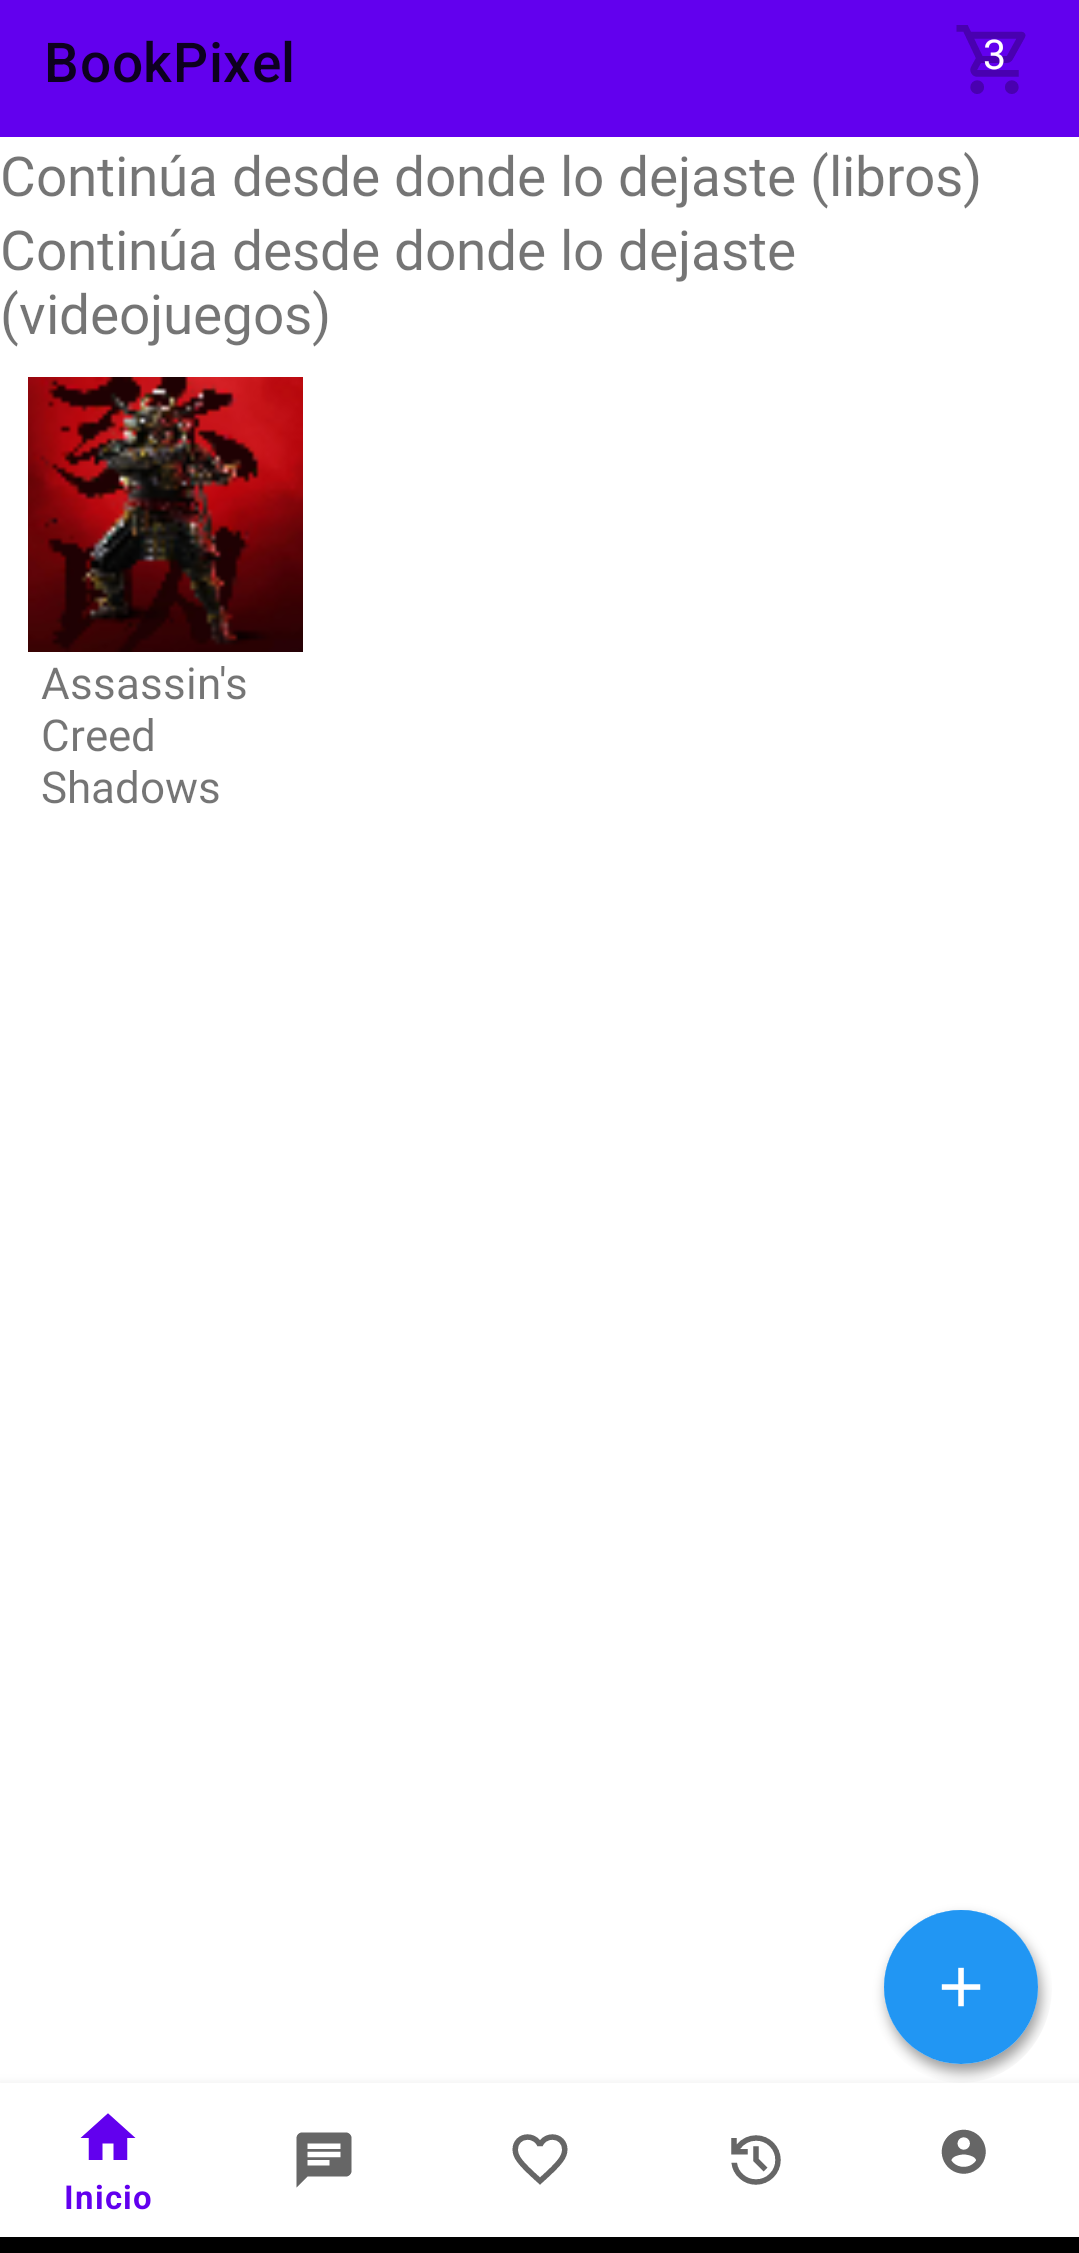 BookPixel
3
Continúa desde donde lo dejaste (libros)
Continúa desde donde lo dejaste
(videojuegos)
Assassin's
Creed
Shadows
Inicio